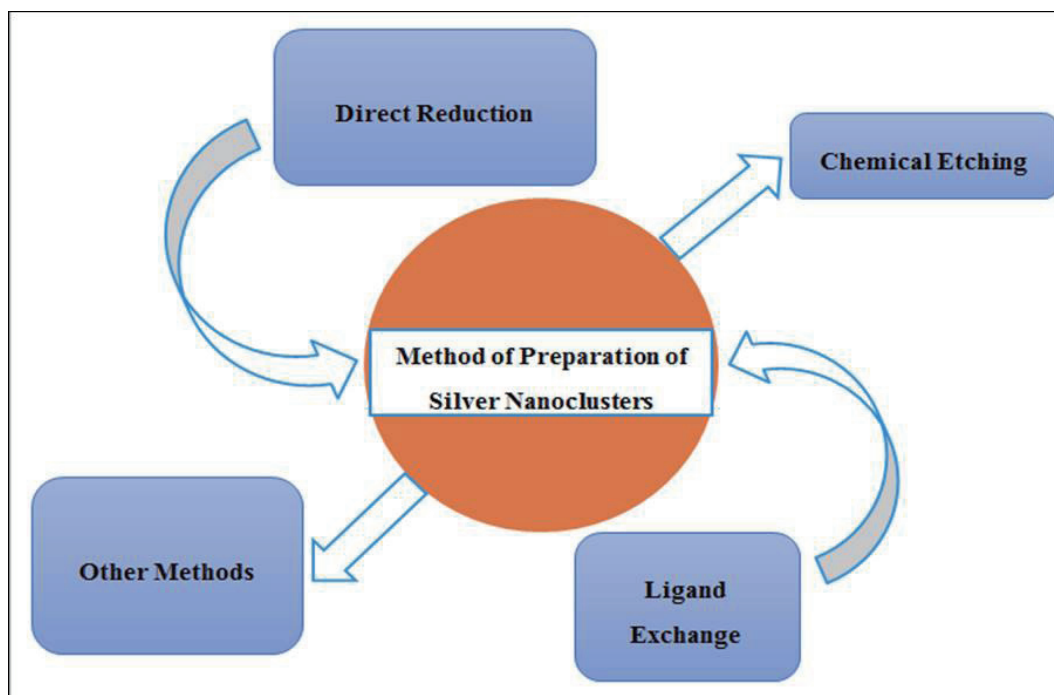 Direct Reduction
Chemical Etching
Method of Preparation of
Silver Nanoclusters
Other Methods
Ligand
Exchange